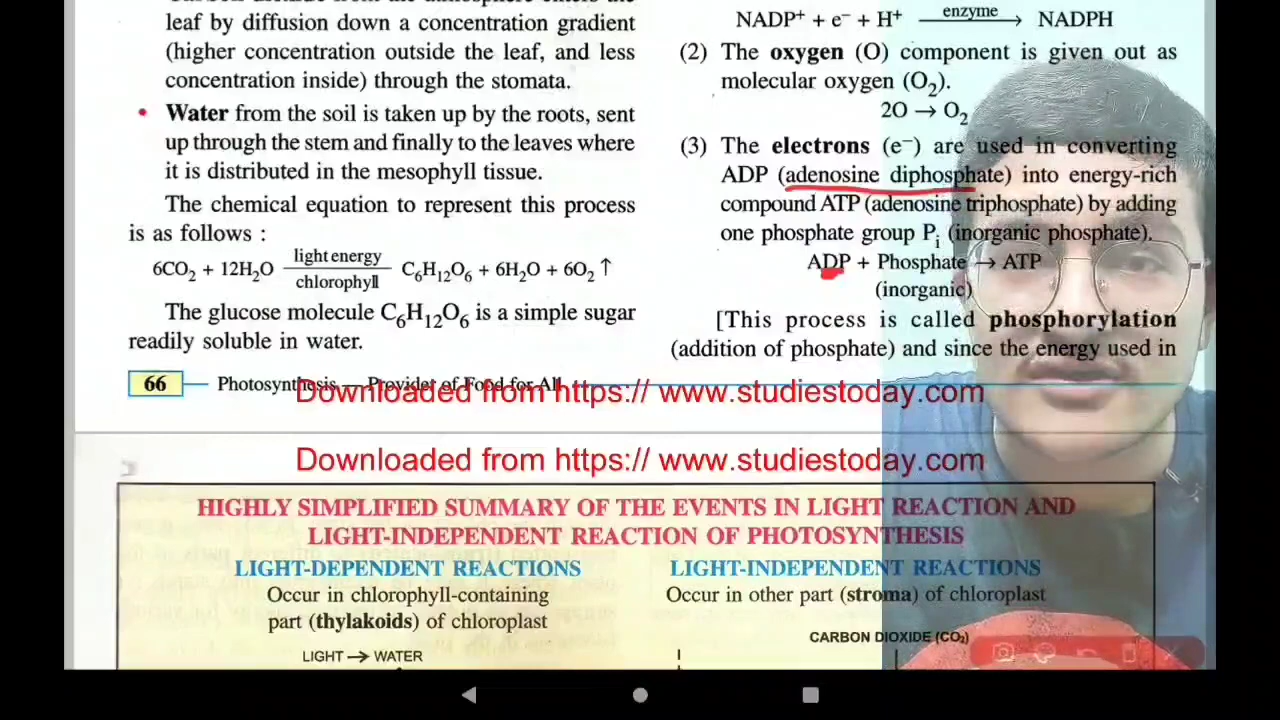 leaf by diffusion down a concentration gradient
(higher concentration outside the leaf, and less
concentration inside) through the stomata.
• Water from the soil is taken up by the roots, sent
up through the stem and finally to the leaves where
it is distributed in the mesophyll tissue.
The chemical equation to represent this process
is as follows :
6CO₂ + 12H₂O light energy / chlorophyll C₆H₁₂O₆ + 6H₂O + 6O₂ ↑
The glucose molecule C₆H₁₂O₆ is a simple sugar
readily soluble in water.
66 Photosynthesis — Provider of Food for All
NADP⁺ + e⁻ + H⁺ enzyme → NADPH
(2) The oxygen (O) component is given out as
molecular oxygen (O₂).
2O → O₂
(3) The electrons (e⁻) are used in converting
ADP (adenosine diphosphate) into energy-rich
compound ATP (adenosine triphosphate) by adding
one phosphate group Pᵢ (inorganic phosphate).
ADP + Phosphate → ATP
(inorganic)
[This process is called phosphorylation
(addition of phosphate) and since the energy used in
Downloaded from https:// www.studiestoday.com
Downloaded from https:// www.studiestoday.com
HIGHLY SIMPLIFIED SUMMARY OF THE EVENTS IN LIGHT REACTION AND
LIGHT-INDEPENDENT REACTION OF PHOTOSYNTHESIS
LIGHT-DEPENDENT REACTIONS
Occur in chlorophyll-containing
part (thylakoids) of chloroplast
LIGHT → WATER
LIGHT-INDEPENDENT REACTIONS
Occur in other part (stroma) of chloroplast
CARBON DIOXIDE (CO₂)